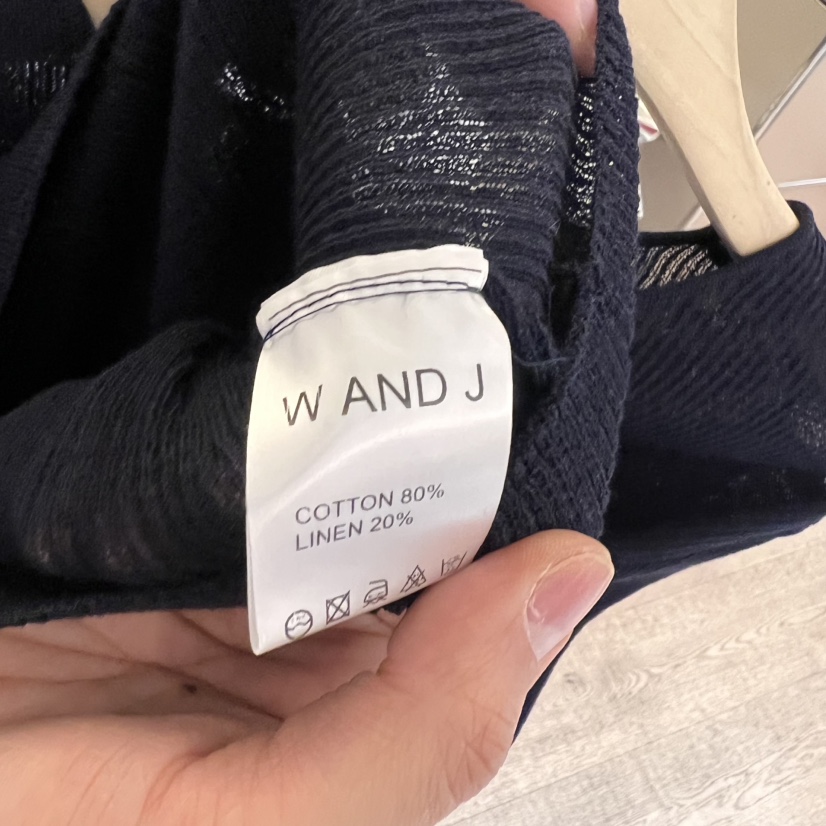 W AND J
COTTON 80%
LINEN 20%